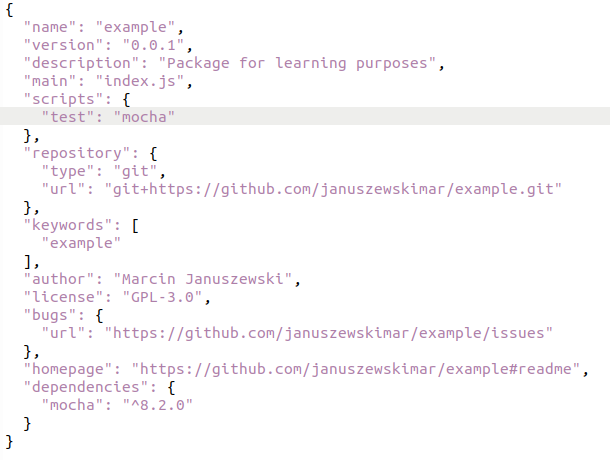 {
  "name": "example",
  "version": "0.0.1",
  "description": "Package for learning purposes",
  "main": "index.js",
  "scripts": {
    "test": "mocha"
  },
  "repository": {
    "type": "git",
    "url": "git+https://github.com/januszewskimar/example.git"
  },
  "keywords": [
    "example"
  ],
  "author": "Marcin Januszewski",
  "license": "GPL-3.0",
  "bugs": {
    "url": "https://github.com/januszewskimar/example/issues"
  },
  "homepage": "https://github.com/januszewskimar/example#readme",
  "dependencies": {
    "mocha": "^8.2.0"
  }
}